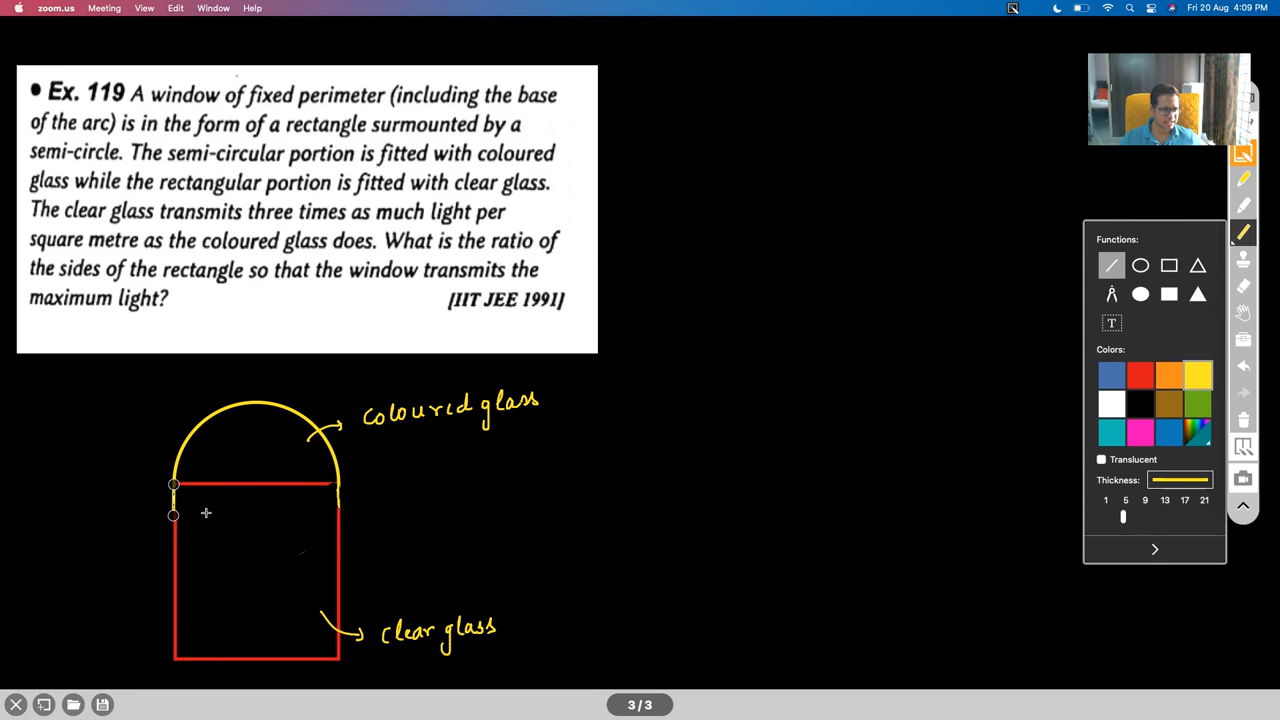 zoom.us Meeting View Edit Window Help
Fri 20 Aug 4:09 PM
• Ex. 119 A window of fixed perimeter (including the base
of the arc) is in the form of a rectangle surmounted by a
semi-circle. The semi-circular portion is fitted with coloured
glass while the rectangular portion is fitted with clear glass.
The clear glass transmits three times as much light per
square metre as the coloured glass does. What is the ratio of
the sides of the rectangle so that the window transmits the
maximum light? [IIT JEE 1991]
Functions:
T
Colors:
Translucent
Thickness:
1 5 9 13 17 21
coloured glass
clear glass
3 / 3